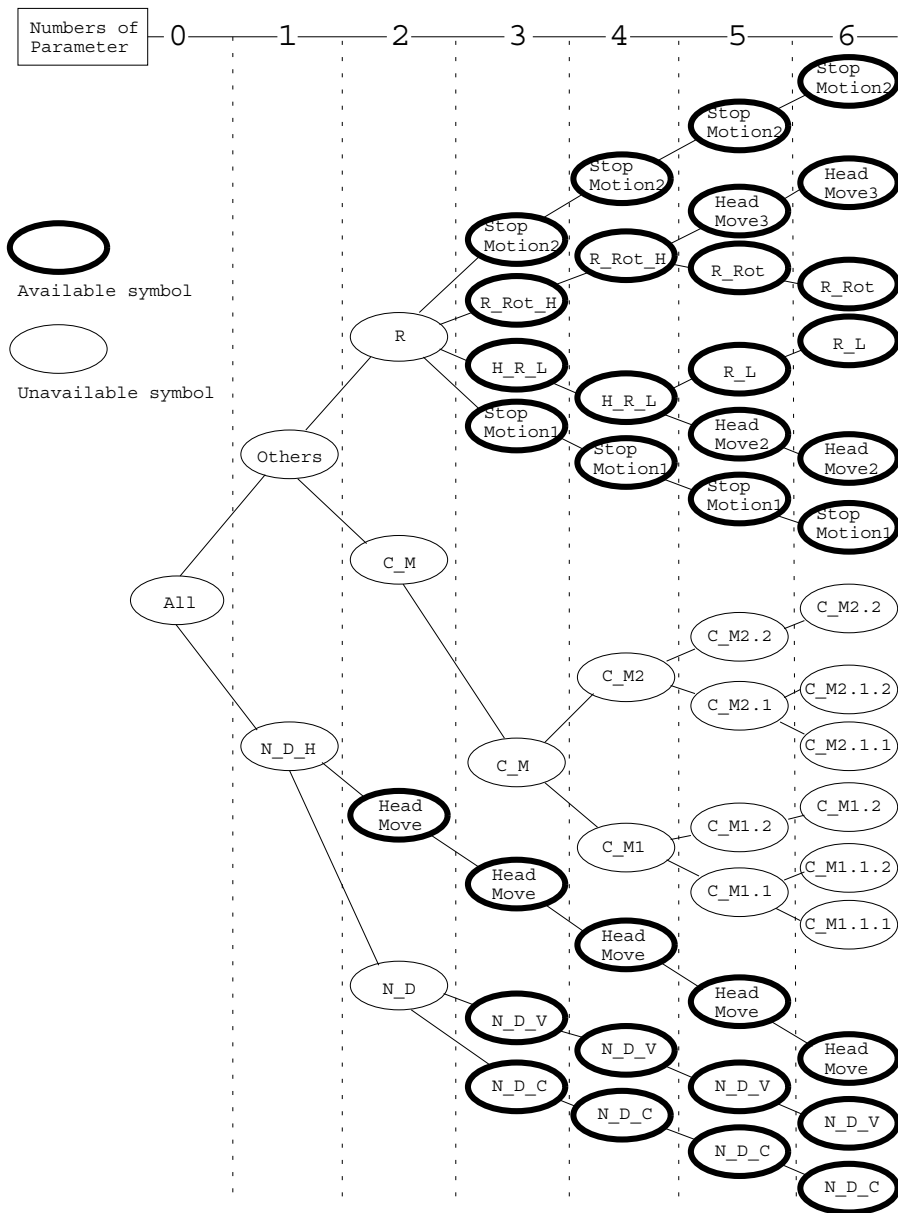 Numbers of
Parameter
0 1 2 3 4 5 6
Stop
Motion2
Stop
Motion2
Stop
Motion2
Head
Move3
Head
Move3
Stop
Motion2
R_Rot_H
R_Rot
R_Rot
Available symbol
R_Rot_H
R
R_L
H_R_L
R_L
Unavailable symbol
H_R_L
Stop
Motion1
Head
Move2
Others
Head
Move2
Stop
Motion1
Stop
Motion1
Stop
Motion1
C_M
All
C_M2.2
C_M2.2
C_M2
C_M2.1.2
C_M2.1
N_D_H
C_M2.1.1
C_M
Head
Move
C_M1.2
C_M1.2
C_M1
C_M1.1.2
Head
Move
C_M1.1
C_M1.1.1
Head
Move
N_D
Head
Move
N_D_V
N_D_V
Head
Move
N_D_C
N_D_V
N_D_C
N_D_V
N_D_C
N_D_C